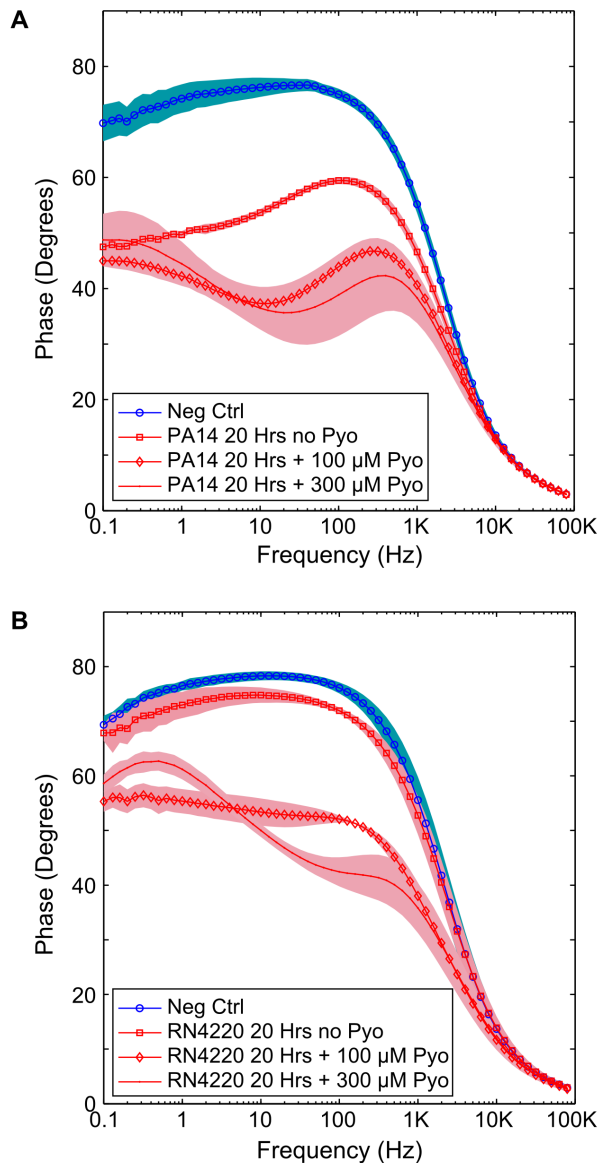 A
Phase (Degrees)
80
60
40
20
0
0.1 1 10 100 1K 10K 100K
Frequency (Hz)
Neg Ctrl
PA14 20 Hrs no Pyo
PA14 20 Hrs + 100 µM Pyo
PA14 20 Hrs + 300 µM Pyo
B
Phase (Degrees)
80
60
40
20
0
0.1 1 10 100 1K 10K 100K
Frequency (Hz)
Neg Ctrl
RN4220 20 Hrs no Pyo
RN4220 20 Hrs + 100 µM Pyo
RN4220 20 Hrs + 300 µM Pyo